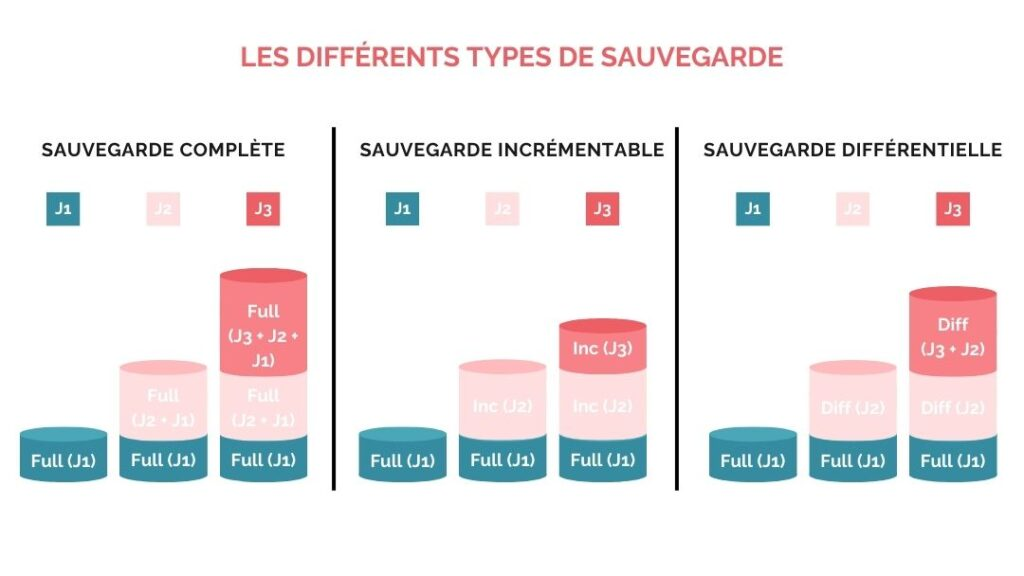 LES DIFFÉRENTS TYPES DE SAUVEGARDE
SAUVEGARDE COMPLÈTE
J1
J2
J3
Full
(J3 + J2 +
J1)
Full
(J2 + J1)
Full
(J2 + J1)
Full (J1)
Full (J1)
Full (J1)
SAUVEGARDE INCRÉMENTABLE
J1
J2
J3
Inc (J3)
Inc (J2)
Inc (J2)
Full (J1)
Full (J1)
Full (J1)
SAUVEGARDE DIFFÉRENTIELLE
J1
J2
J3
Diff
(J3 + J2)
Diff (J2)
Diff (J2)
Full (J1)
Full (J1)
Full (J1)